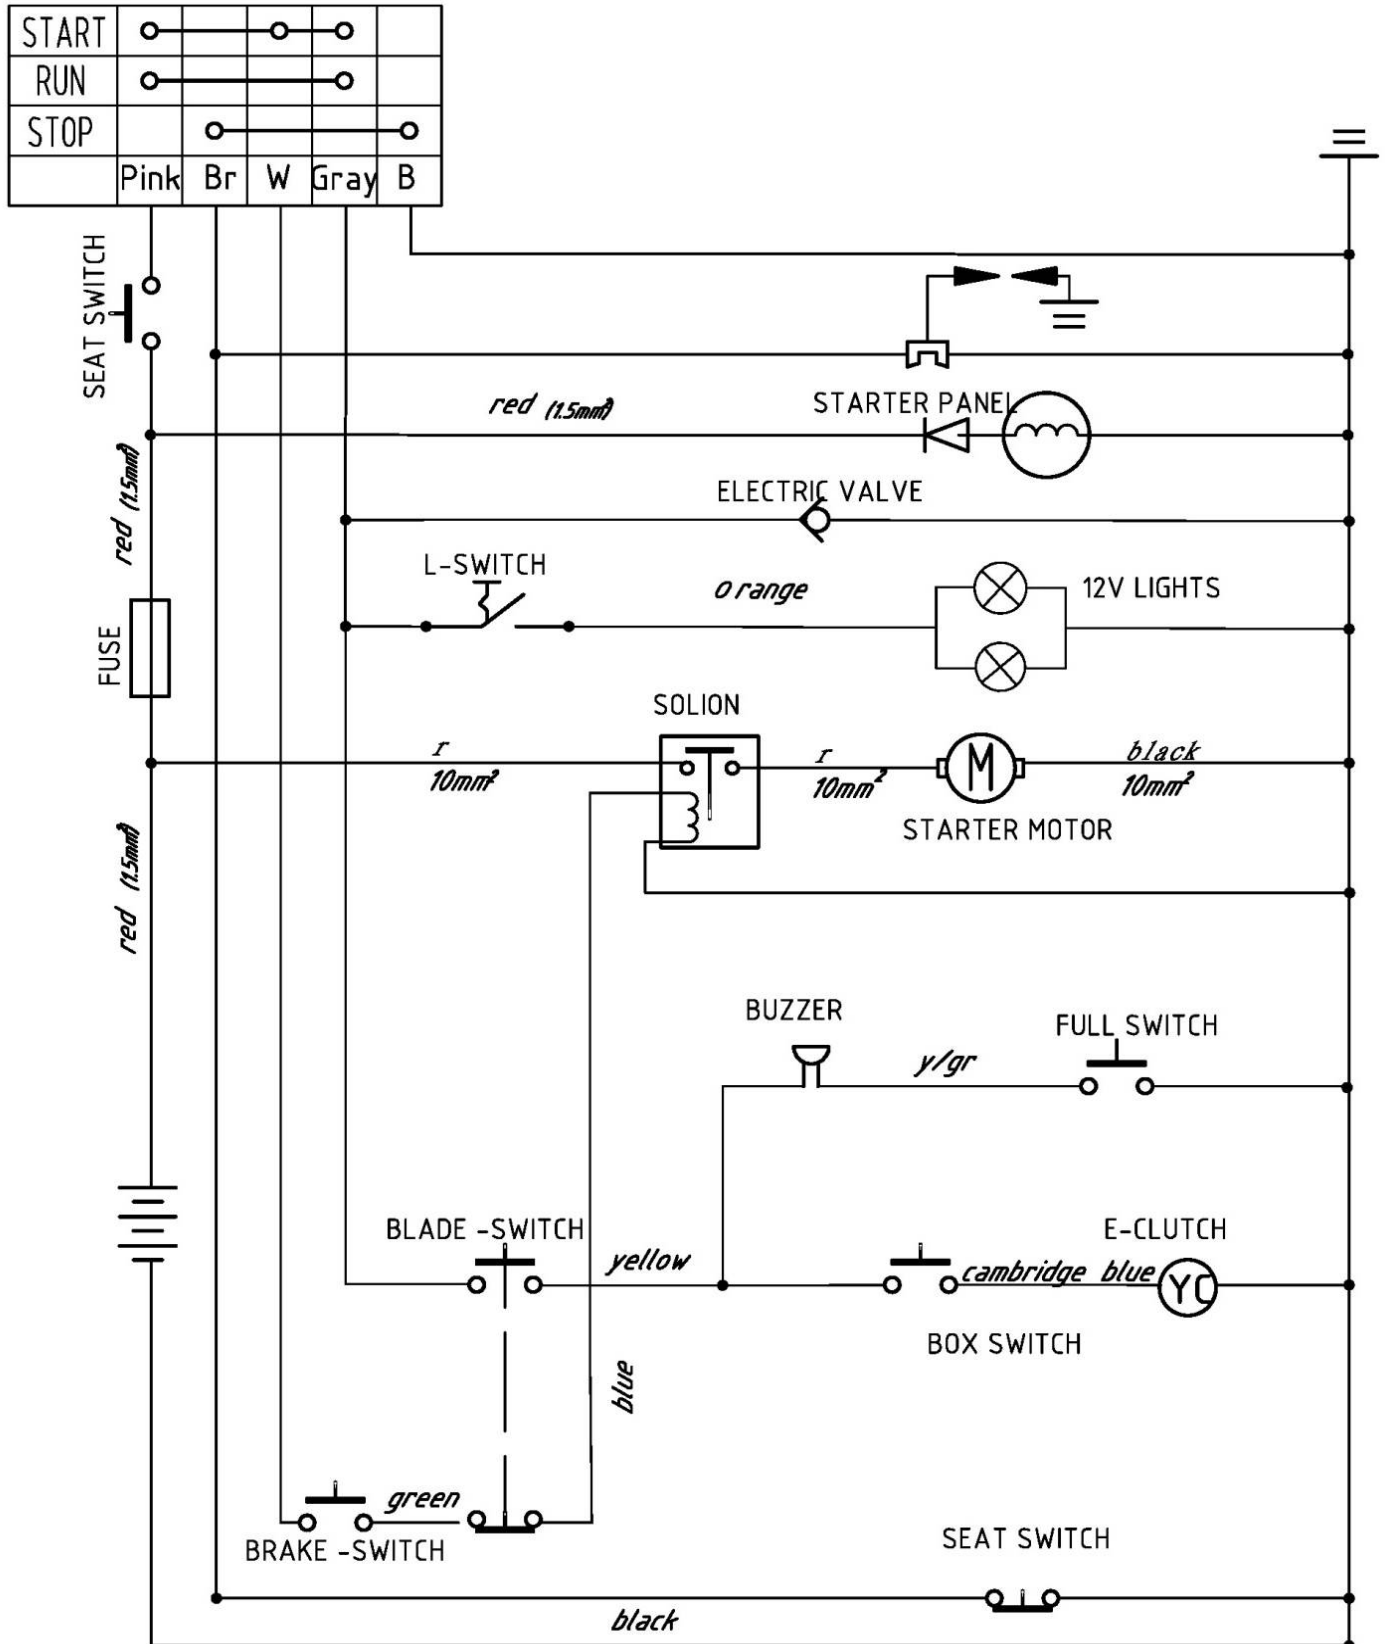 START
RUN
STOP
Pink Br W Gray B
SEAT SWITCH
red (1.5mm²)
STARTER PANEL
red (1.5mm²)
ELECTRIC VALVE
L-SWITCH
orange
12V LIGHTS
FUSE
SOLION
r
10mm²
r
10mm²
M
black
10mm²
STARTER MOTOR
red (1.5mm²)
BUZZER
FULL SWITCH
y/gr
BLADE -SWITCH
E-CLUTCH
yellow
cambridge blue
YC
BOX SWITCH
blue
green
BRAKE -SWITCH
SEAT SWITCH
black